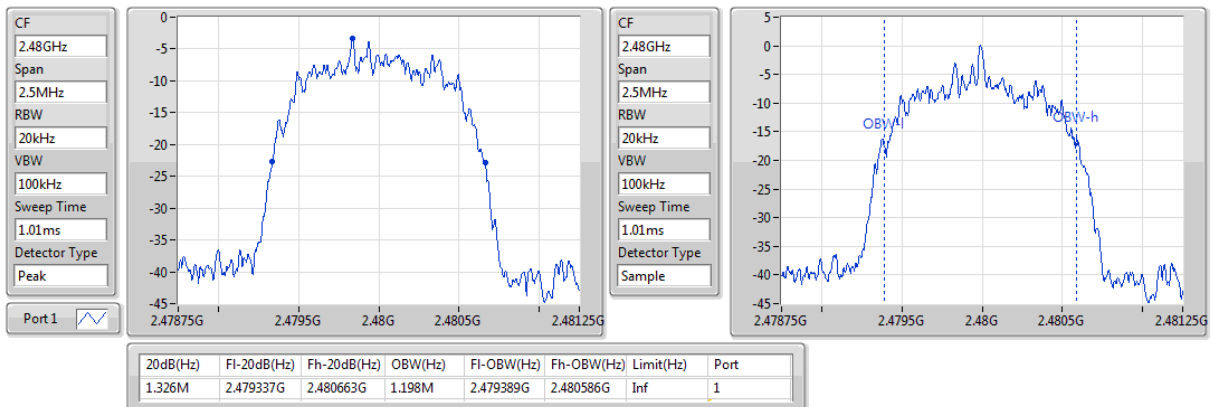 CF
2.48GHz
Span
2.5MHz
RBW
20kHz
VBW
100kHz
Sweep Time
1.01ms
Detector Type
Peak
Port 1
0
-5
-10
-15
-20
-25
-30
-35
-40
-45
2.47875G 2.4795G 2.48G 2.4805G 2.48125G
CF
2.48GHz
Span
2.5MHz
RBW
20kHz
VBW
100kHz
Sweep Time
1.01ms
Detector Type
Sample
5
0
-5
-10
-15
-20
-25
-30
-35
-40
-45
OBW-l OBW-h
2.47875G 2.4795G 2.48G 2.4805G 2.48125G
20dB(Hz) Fl-20dB(Hz) Fh-20dB(Hz) OBW(Hz) Fl-OBW(Hz) Fh-OBW(Hz) Limit(Hz) Port
1.326M 2.479337G 2.480663G 1.198M 2.479389G 2.480586G Inf 1